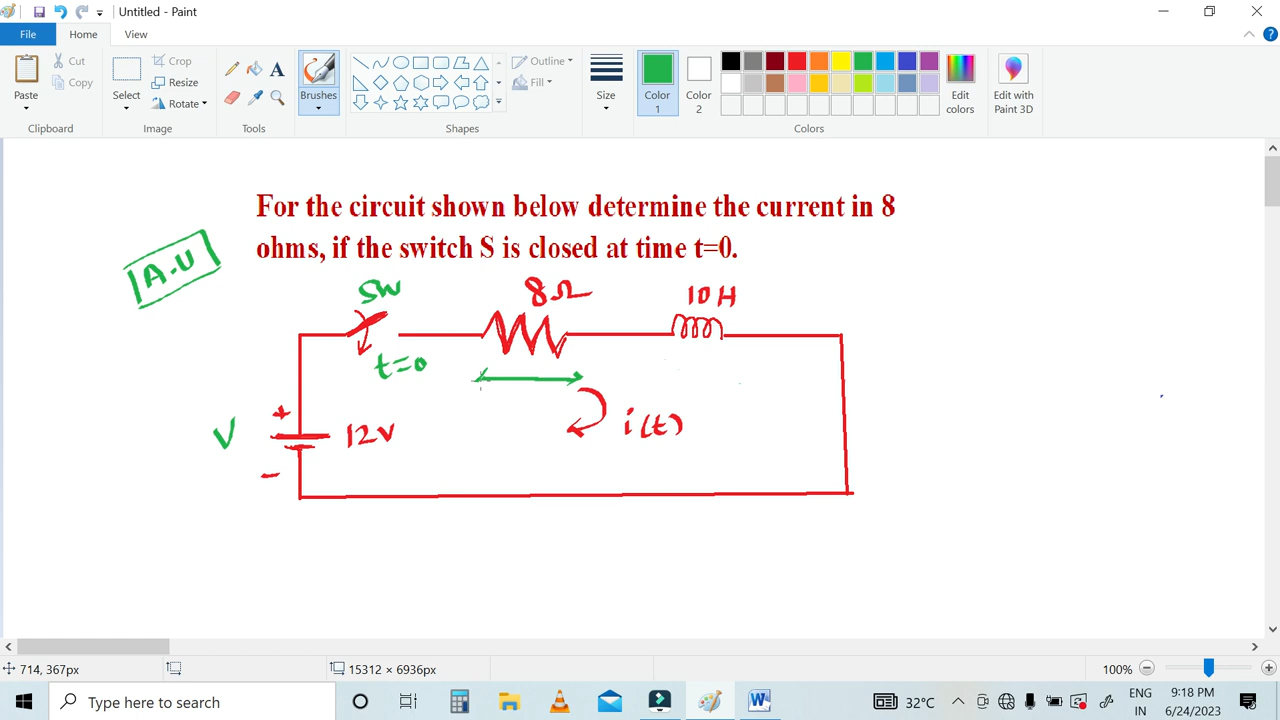 Untitled - Paint
File
Home
View
Paste
Cut
Copy
Clipboard
Select
Crop
Resize
Rotate
Image
A
Tools
Brushes
Outline
Fill
Shapes
Size
Color
1
Color
2
Edit
colors
Colors
Edit with
Paint 3D
For the circuit shown below determine the current in 8
ohms, if the switch S is closed at time t=0.
A.U
SW
8Ω
10H
t=0
V
+
12V
-
i(t)
714, 367px
15312 × 6936px
100%
Type here to search
W
32°C
ENG
IN
9:18 PM
6/24/2023